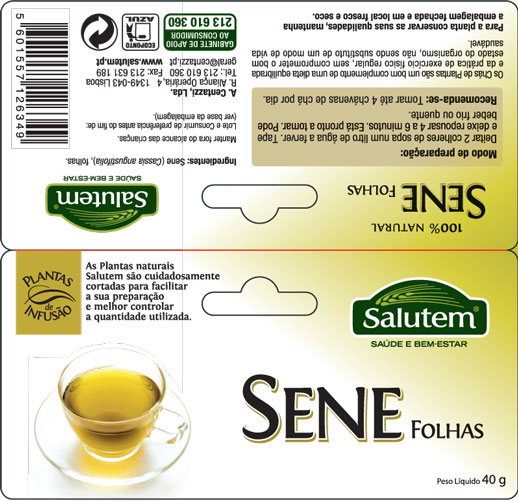 PLANTAS
de
INFUSÃO
As Plantas naturais
Salutem são cuidadosamente
cortadas para facilitar
a sua preparação
e melhor controlar
a quantidade utilizada.
Salutem®
SAÚDE E BEM-ESTAR
SENE FOLHAS
Peso Líquido 40 g
100% NATURAL
SENE FOLHAS
Salutem®
SAÚDE E BEM-ESTAR
Modo de preparação:
Deitar 2 colheres de sopa num litro de água a ferver. Tape
e deixe repousar 4 a 6 minutos. Está pronto a tomar. Pode
beber frio ou quente.
Recomenda-se: Tomar até 4 chávenas de chá por dia.
Os Chás de Plantas são um bom complemento de uma dieta equilibrada
e da prática de exercício físico regular, sem comprometer o bom
estado do organismo, não sendo substituto de um modo de vida
saudável.
Para a planta conservar as suas qualidades, mantenha
a embalagem fechada e em local fresco e seco.
Ingredientes: Sene (Cassia angustifolia), folhas.
Manter fora do alcance das crianças.
Lote e Consumir de preferência antes do fim de:
(ver base da embalagem).
A. Centazzi, Lda.
R. Aliança Operária, 4 1349-043 Lisboa
Tel.: 213 610 360 Fax: 213 631 189
geral@centazzi.pt www.salutem.pt
GABINETE DE APOIO
AO CONSUMIDOR
213 610 360
ECOPONTO
AZUL
5601557126349